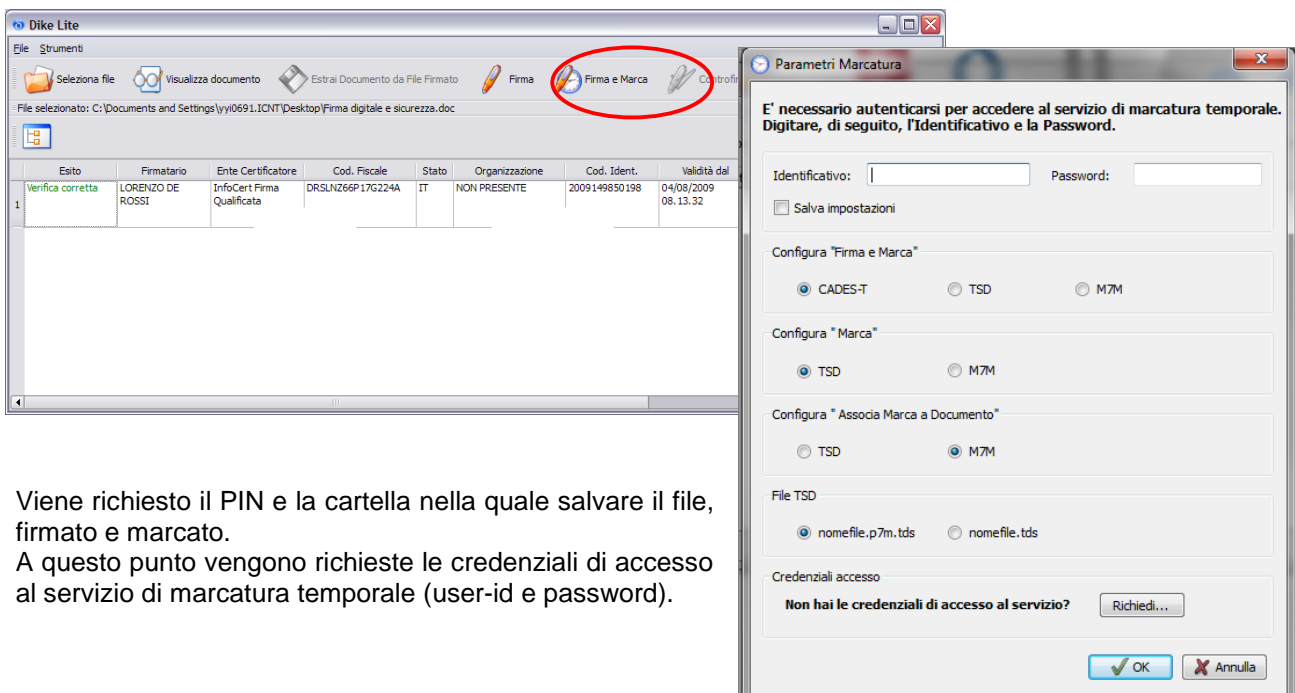 Dike Lite
File Strumenti
Seleziona file Visualizza documento Estrai Documento da File Firmato Firma Firma e Marca Controfir
File selezionato: C:\Documents and Settings\yyi0691.ICNT\Desktop\Firma digitale e sicurezza.doc
Esito Firmatario Ente Certificatore Cod. Fiscale Stato Organizzazione Cod. Ident. Validità dal
1 Verifica corretta LORENZO DE InfoCert Firma DRSLNZ66P17G224A IT NON PRESENTE 2009149850198 04/08/2009
ROSSI Qualificata 08.13.32
Viene richiesto il PIN e la cartella nella quale salvare il file,
firmato e marcato.
A questo punto vengono richieste le credenziali di accesso
al servizio di marcatura temporale (user-id e password).
Parametri Marcatura
E' necessario autenticarsi per accedere al servizio di marcatura temporale.
Digitare, di seguito, l'Identificativo e la Password.
Identificativo: Password:
Salva impostazioni
Configura "Firma e Marca"
CADES-T TSD M7M
Configura " Marca"
TSD M7M
Configura " Associa Marca a Documento"
TSD M7M
File TSD
nomefile.p7m.tds nomefile.tds
Credenziali accesso
Non hai le credenziali di accesso al servizio? Richiedi...
OK Annulla